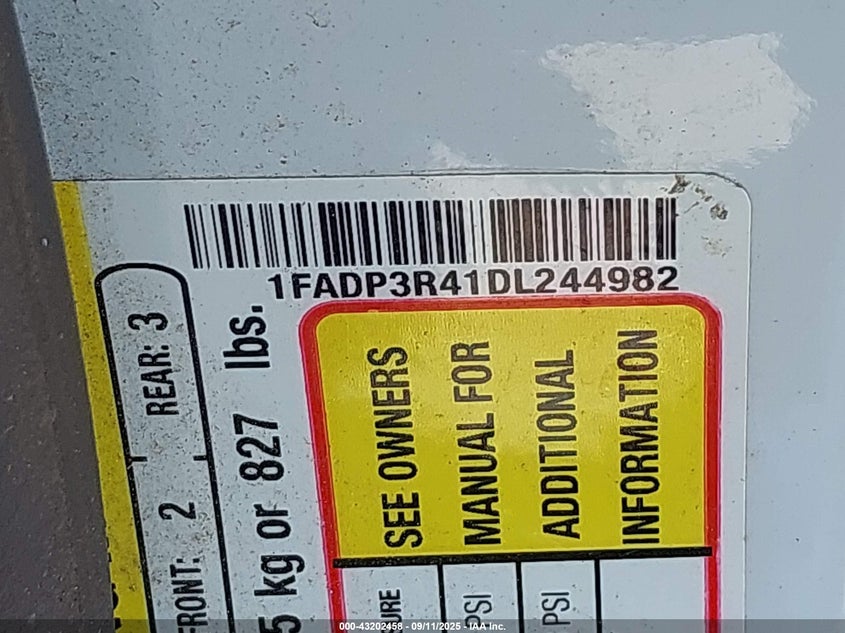 1FADP3R41DL244982
FRONT: 2 REAR: 3
5 kg or 827 lbs.
SEE OWNERS
MANUAL FOR
ADDITIONAL
INFORMATION
PSI
PSI
000-43202458 - 09/11/2025 - IAA Inc.